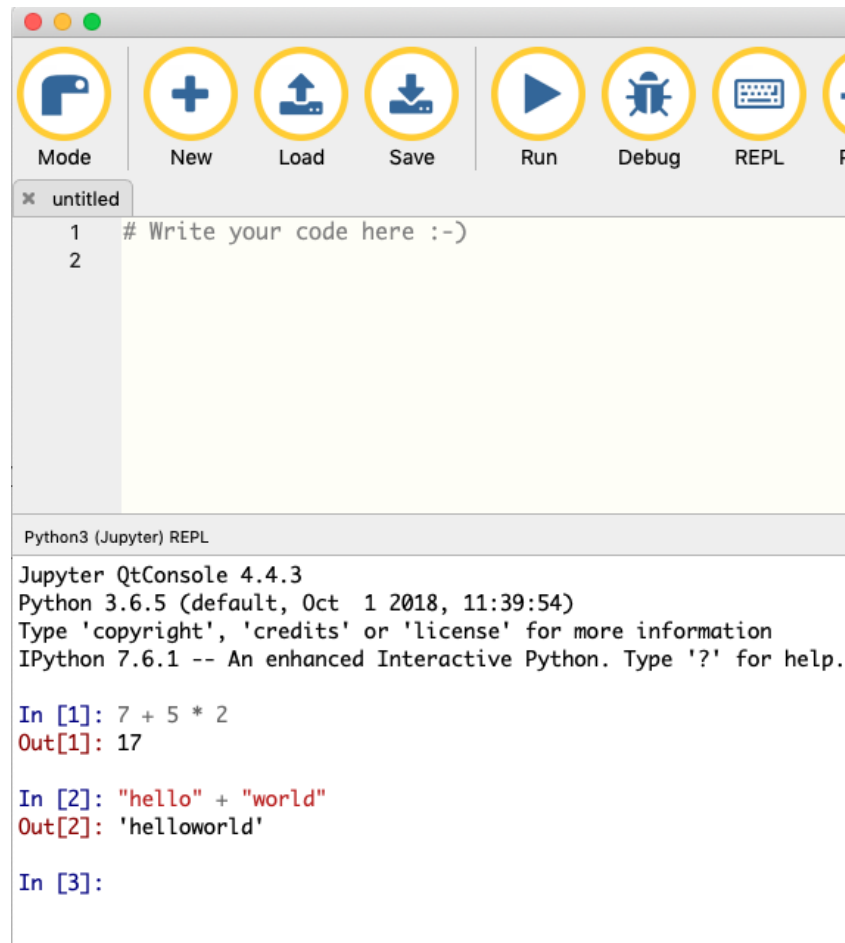 Mode New Load Save Run Debug REPL
untitled
1 # Write your code here :-)
2
Python3 (Jupyter) REPL
Jupyter QtConsole 4.4.3
Python 3.6.5 (default, Oct  1 2018, 11:39:54)
Type 'copyright', 'credits' or 'license' for more information
IPython 7.6.1 -- An enhanced Interactive Python. Type '?' for help.
In [1]: 7 + 5 * 2
Out[1]: 17
In [2]: "hello" + "world"
Out[2]: 'helloworld'
In [3]: